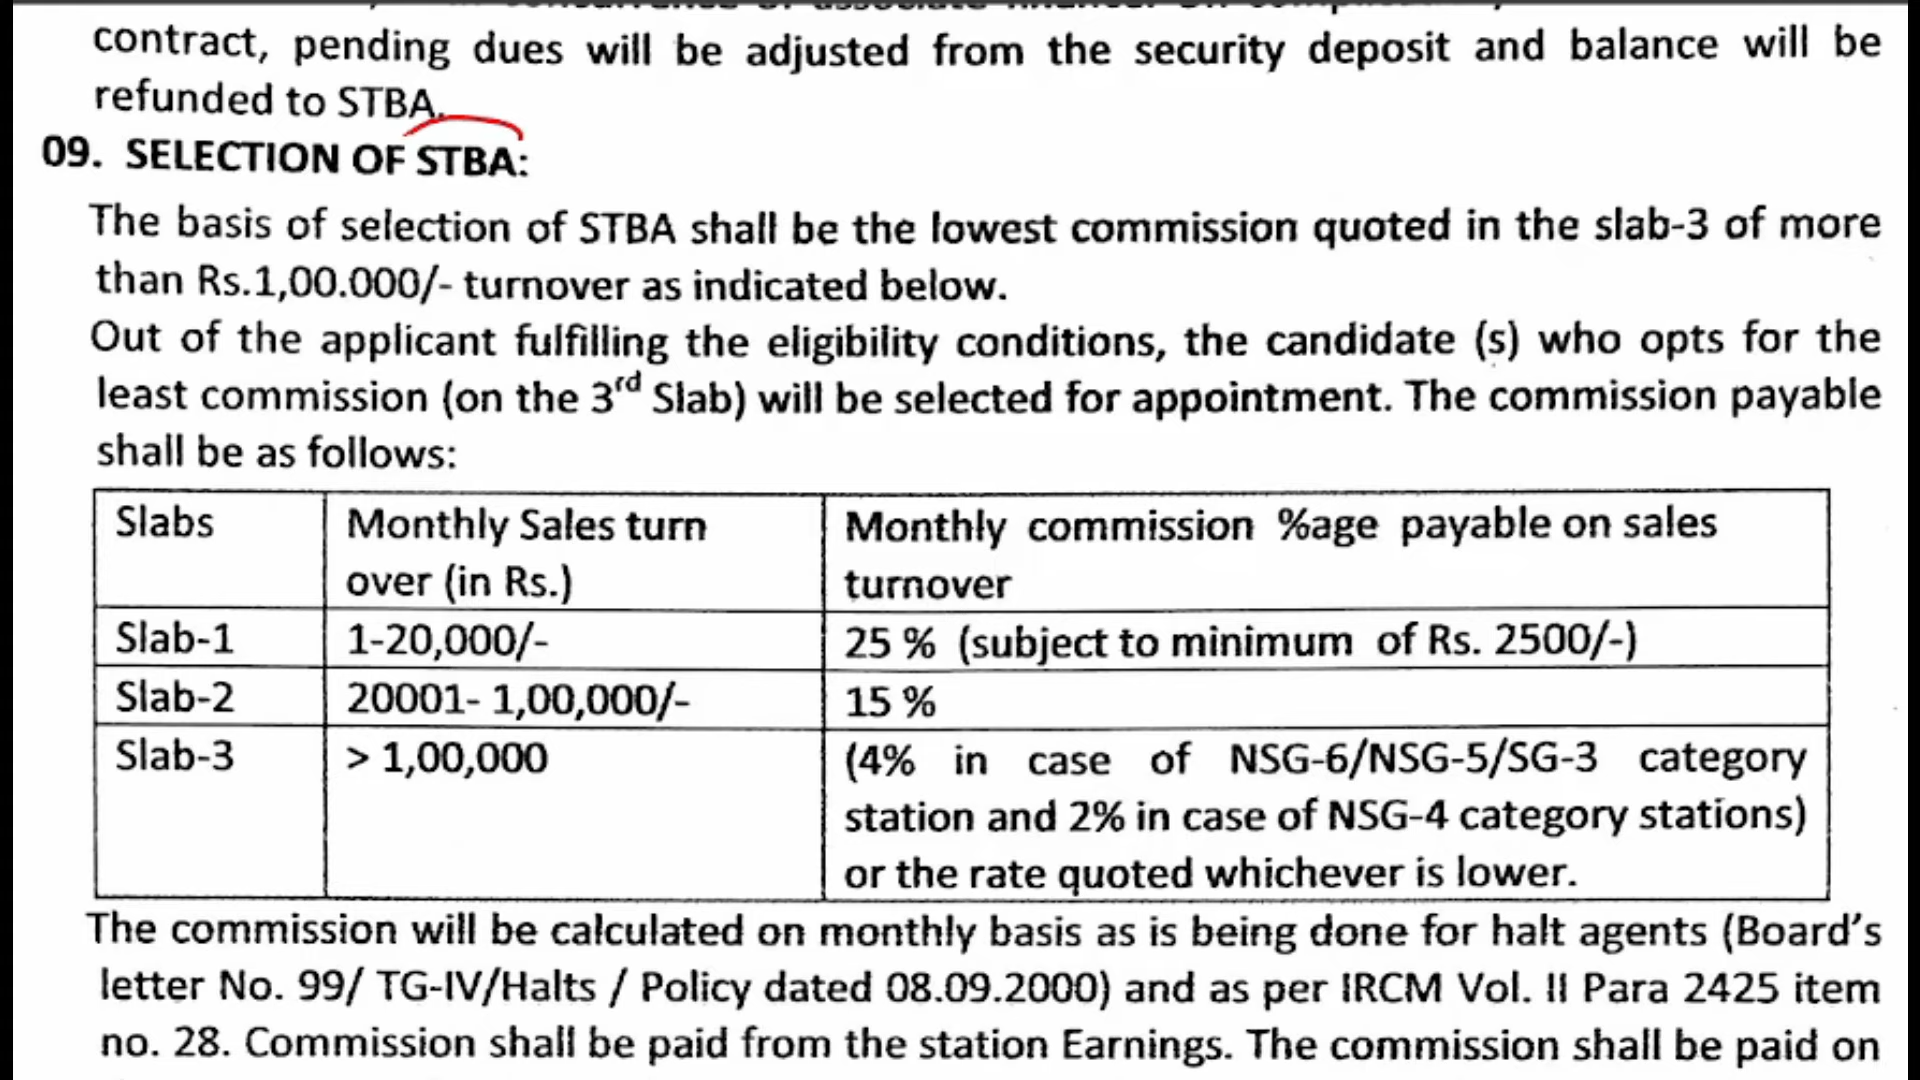 contract, pending dues will be adjusted from the security deposit and balance will be
refunded to STBA.
09. SELECTION OF STBA:
The basis of selection of STBA shall be the lowest commission quoted in the slab-3 of more
than Rs.1,00.000/- turnover as indicated below.
Out of the applicant fulfilling the eligibility conditions, the candidate (s) who opts for the
least commission (on the 3rd Slab) will be selected for appointment. The commission payable
shall be as follows:
Slabs
Monthly Sales turn
over (in Rs.)
Monthly commission %age payable on sales
turnover
Slab-1
1-20,000/-
25 % (subject to minimum of Rs. 2500/-)
Slab-2
20001- 1,00,000/-
15 %
Slab-3
> 1,00,000
(4% in case of NSG-6/NSG-5/SG-3 category
station and 2% in case of NSG-4 category stations)
or the rate quoted whichever is lower.
The commission will be calculated on monthly basis as is being done for halt agents (Board's
letter No. 99/ TG-IV/Halts / Policy dated 08.09.2000) and as per IRCM Vol. II Para 2425 item
no. 28. Commission shall be paid from the station Earnings. The commission shall be paid on